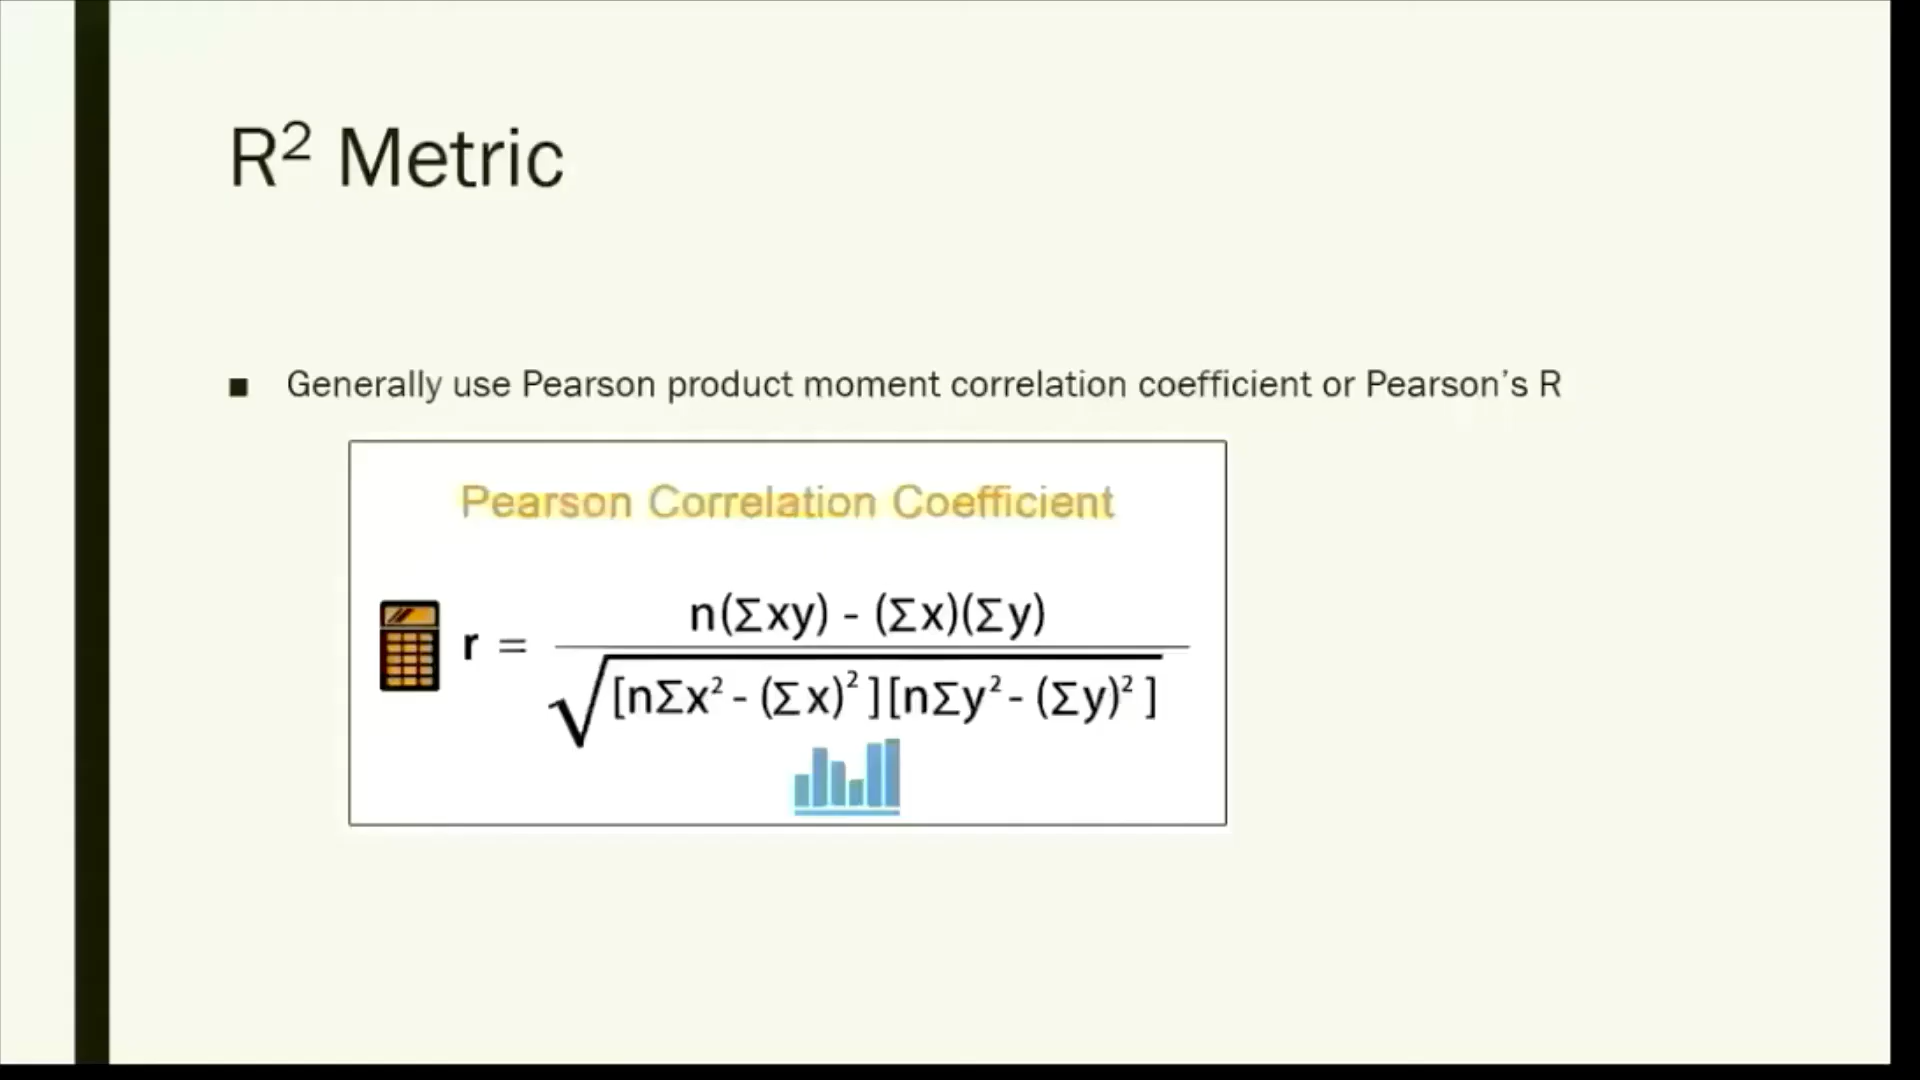 R² Metric
■ Generally use Pearson product moment correlation coefficient or Pearson’s R
Pearson Correlation Coefficient
n(Σxy) - (Σx)(Σy)
r =
√[nΣx² - (Σx)² ][nΣy² - (Σy)² ]